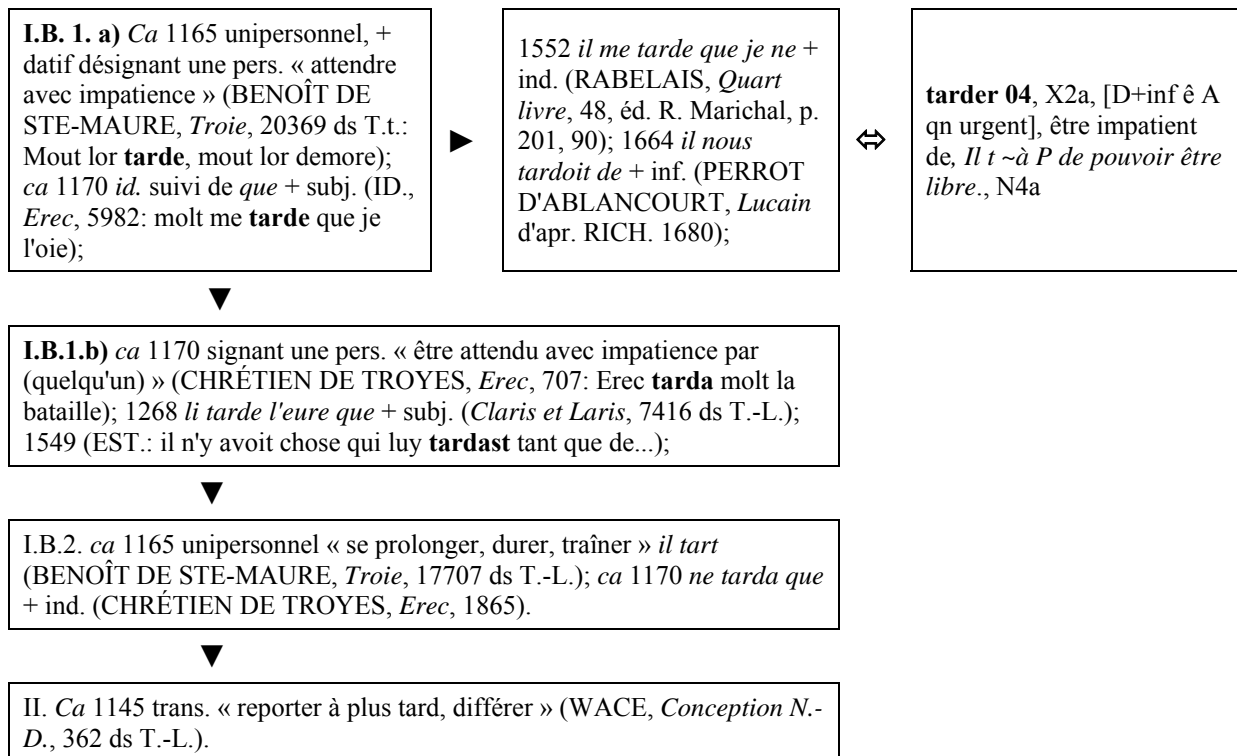 I.B. 1. a) Ca 1165 unipersonnel, +
datif désignant une pers. « attendre
avec impatience » (BENOÎT DE
STE-MAURE, Troie, 20369 ds T.t.:
Mout lor tarde, mout lor demore);
ca 1170 id. suivi de que + subj. (ID.,
Erec, 5982: molt me tarde que je
l'oie);
►
1552 il me tarde que je ne +
ind. (RABELAIS, Quart
livre, 48, éd. R. Marichal, p.
201, 90); 1664 il nous
tardoit de + inf. (PERROT
D'ABLANCOURT, Lucain
d'apr. RICH. 1680);
⬄
tarder 04, X2a, [D+inf ê A
qn urgent], être impatient
de, Il t ~à P de pouvoir être
libre., N4a
▼
I.B.1.b) ca 1170 signant une pers. « être attendu avec impatience par
(quelqu'un) » (CHRÉTIEN DE TROYES, Erec, 707: Erec tarda molt la
bataille); 1268 li tarde l'eure que + subj. (Claris et Laris, 7416 ds T.-L.);
1549 (EST.: il n'y avoit chose qui luy tardast tant que de...);
▼
I.B.2. ca 1165 unipersonnel « se prolonger, durer, traîner » il tart
(BENOÎT DE STE-MAURE, Troie, 17707 ds T.-L.); ca 1170 ne tarda que
+ ind. (CHRÉTIEN DE TROYES, Erec, 1865).
▼
II. Ca 1145 trans. « reporter à plus tard, différer » (WACE, Conception N.-
D., 362 ds T.-L.).